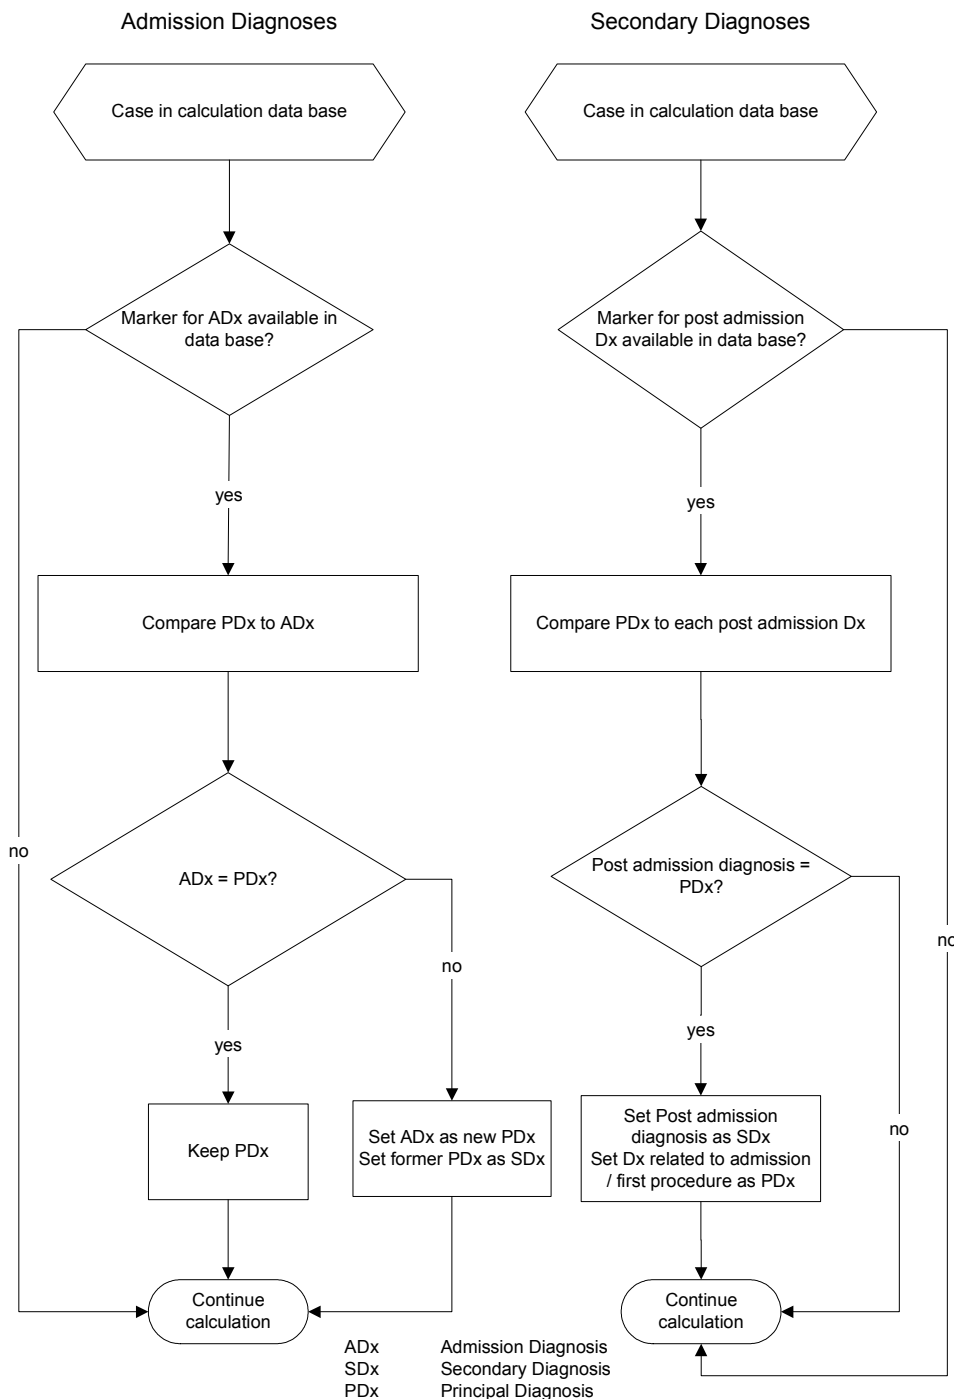 Admission Diagnoses
Case in calculation data base
Marker for ADx available in
data base?
yes
Compare PDx to ADx
no
ADx = PDx?
no
yes
Keep PDx
Set ADx as new PDx
Set former PDx as SDx
Continue
calculation
Secondary Diagnoses
Case in calculation data base
Marker for post admission
Dx available in data base?
yes
Compare PDx to each post admission Dx
Post admission diagnosis =
PDx?
no
yes
no
Set Post admission
diagnosis as SDx
Set Dx related to admission
/ first procedure as PDx
Continue
calculation
ADx Admission Diagnosis
SDx Secondary Diagnosis
PDx Principal Diagnosis